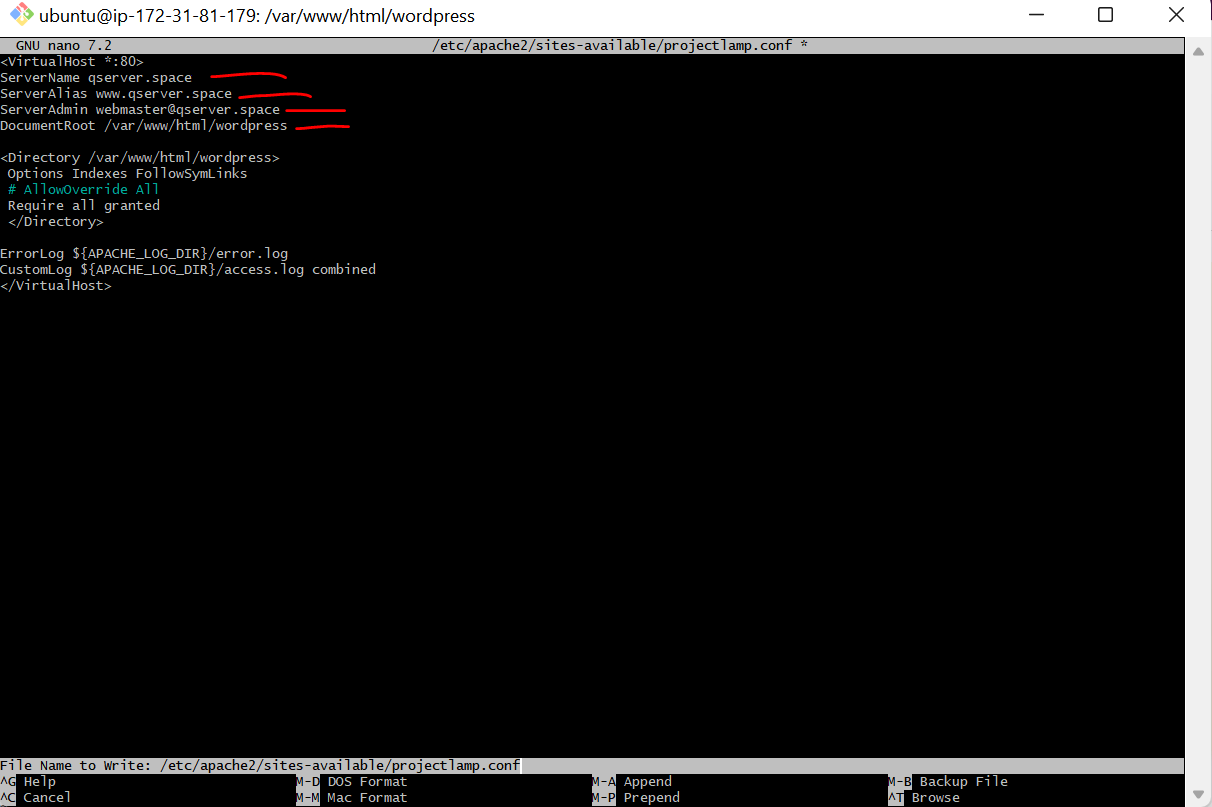 ubuntu@ip-172-31-81-179: /var/www/html/wordpress
GNU nano 7.2 /etc/apache2/sites-available/projectlamp.conf *
<VirtualHost *:80>
ServerName qserver.space
ServerAlias www.qserver.space
ServerAdmin webmaster@qserver.space
DocumentRoot /var/www/html/wordpress
<Directory /var/www/html/wordpress>
Options Indexes FollowSymLinks
# AllowOverride All
Require all granted
</Directory>
ErrorLog ${APACHE_LOG_DIR}/error.log
CustomLog ${APACHE_LOG_DIR}/access.log combined
</VirtualHost>
File Name to Write: /etc/apache2/sites-available/projectlamp.conf
^G Help M-D DOS Format M-A Append M-B Backup File
^C Cancel M-M Mac Format M-P Prepend ^T Browse